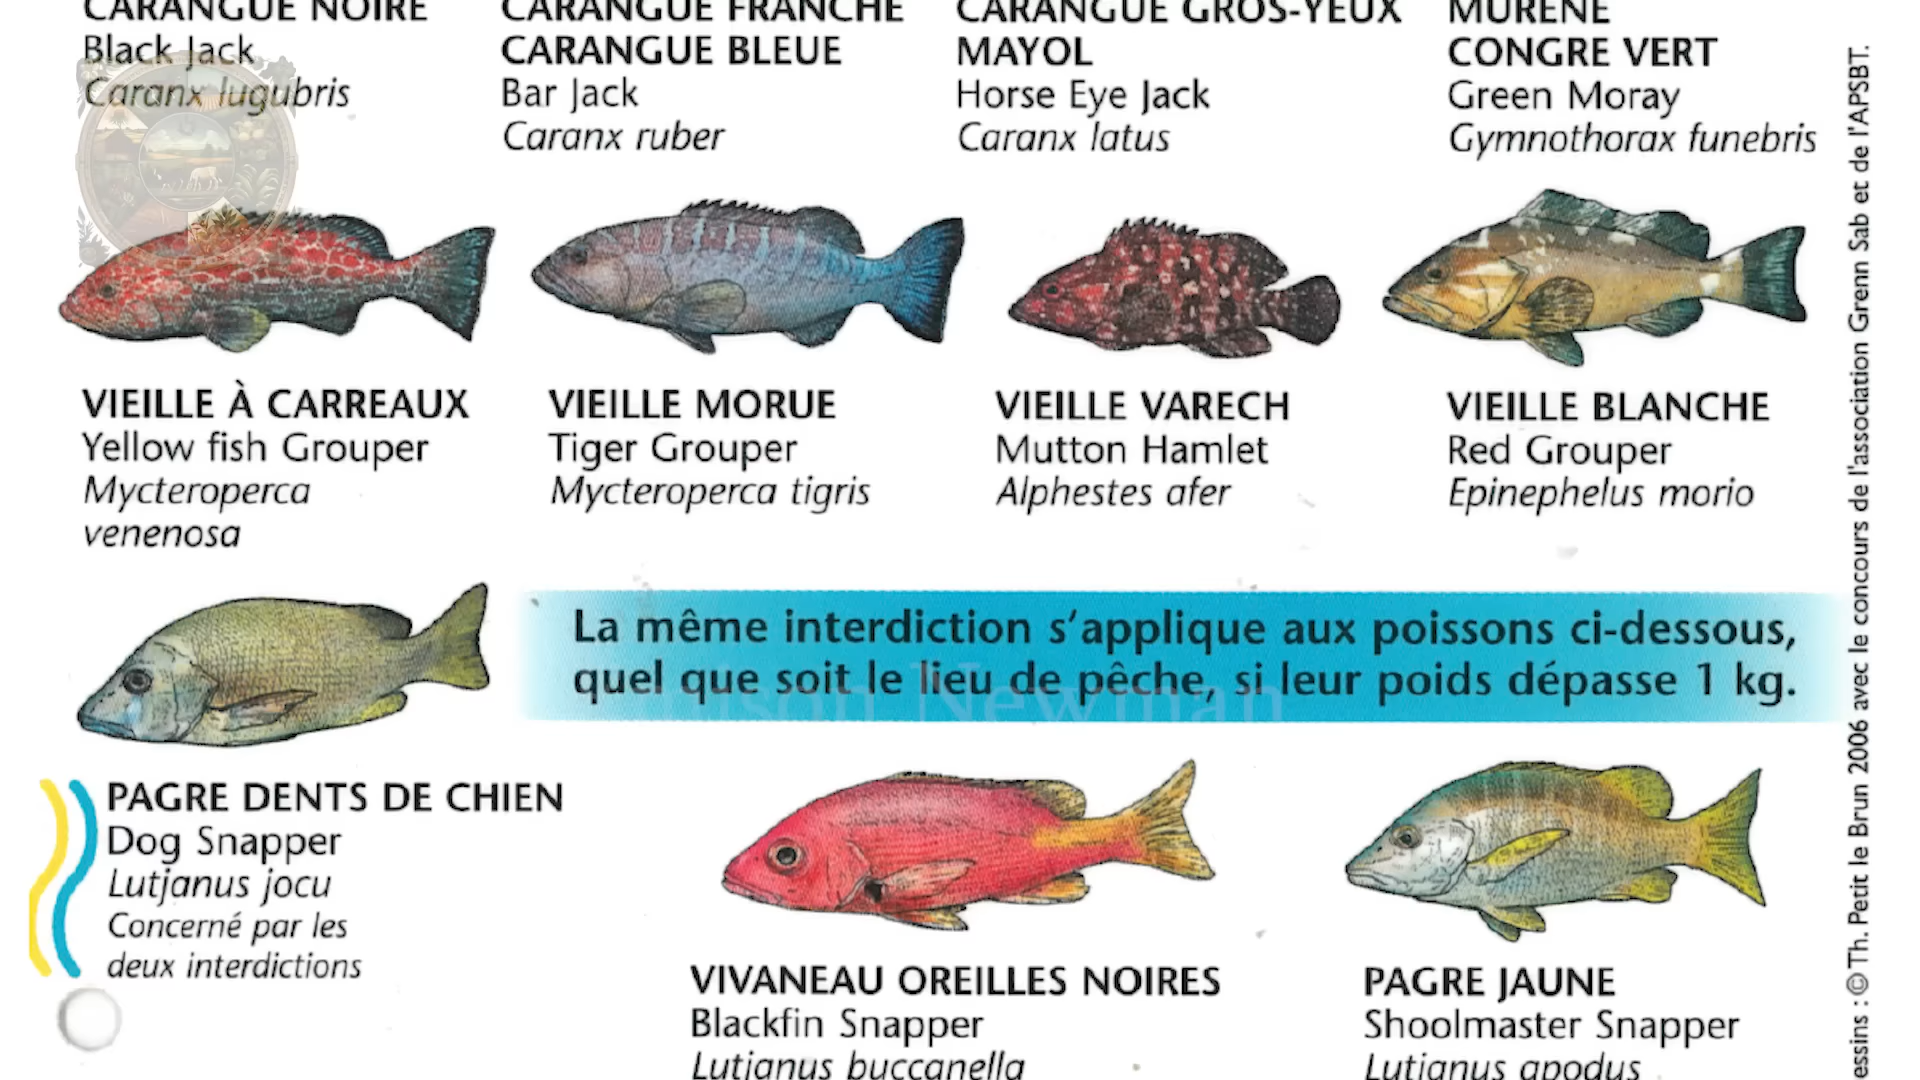 CARANGUE NOIRE
Black Jack
Caranx lugubris
CARANGUE FRANCHE
CARANGUE BLEUE
Bar Jack
Caranx ruber
CARANGUE GROS-YEUX
MAYOL
Horse Eye Jack
Caranx latus
MURÈNE
CONGRE VERT
Green Moray
Gymnothorax funebris
VIEILLE À CARREAUX
Yellow fish Grouper
Mycteroperca
venenosa
VIEILLE MORUE
Tiger Grouper
Mycteroperca tigris
VIEILLE VARECH
Mutton Hamlet
Alphestes afer
VIEILLE BLANCHE
Red Grouper
Epinephelus morio
La même interdiction s'applique aux poissons ci-dessous,
quel que soit le lieu de pêche, si leur poids dépasse 1 kg.
PAGRE DENTS DE CHIEN
Dog Snapper
Lutjanus jocu
Concerné par les
deux interdictions
VIVANEAU OREILLES NOIRES
Blackfin Snapper
Lutjanus buccanella
PAGRE JAUNE
Shoolmaster Snapper
Lutjanus apodus
essins : © Th. Petit le Brun 2006 avec le concours de l'association Grenn Sab et de l'APSBT.